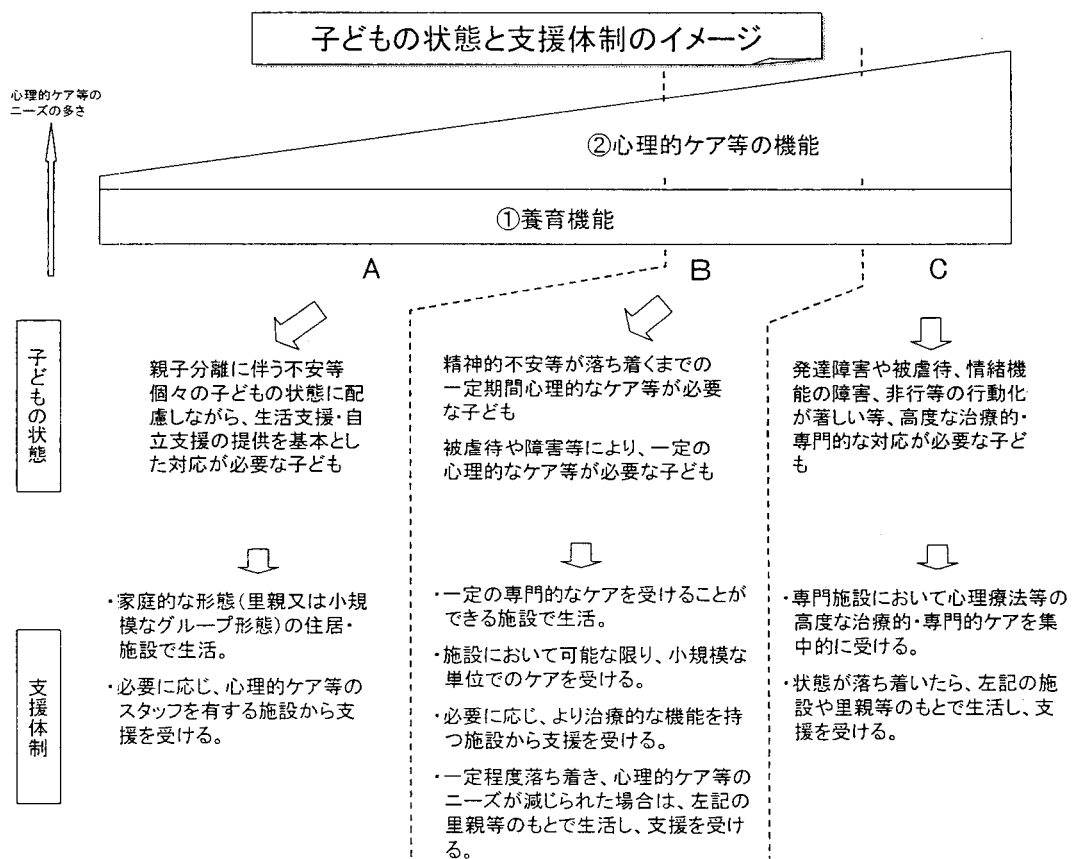 子どもの状態と支援体制のイメージ
心理的ケア等の
ニーズの多さ
②心理的ケア等の機能
①養育機能
A
B
C
子どもの状態
親子分離に伴う不安等
個々の子どもの状態に配
慮しながら、生活支援・自
立支援の提供を基本とし
た対応が必要な子ども
精神的不安等が落ち着くまでの
一定期間心理的なケア等が必要
な子ども
被虐待や障害等により、一定の
心理的なケア等が必要な子ども
発達障害や被虐待、情緒機
能の障害、非行等の行動化
が著しい等、高度な治療的・
専門的な対応が必要な子ど
も
支援体制
・家庭的な形態(里親又は小規
模なグループ形態)の住居・
施設で生活。
・必要に応じ、心理的ケア等の
スタッフを有する施設から支
援を受ける。
・一定の専門的なケアを受けることが
できる施設で生活。
・施設において可能な限り、小規模な
単位でのケアを受ける。
・必要に応じ、より治療的な機能を持
つ施設から支援を受ける。
・一定程度落ち着き、心理的ケア等の
ニーズが減じられた場合は、左記の
里親等のもとで生活し、支援を受け
る。
・専門施設において心理療法等の
高度な治療的・専門的ケアを集
中的に受ける。
・状態が落ち着いたら、左記の施
設や里親等のもとで生活し、支
援を受ける。